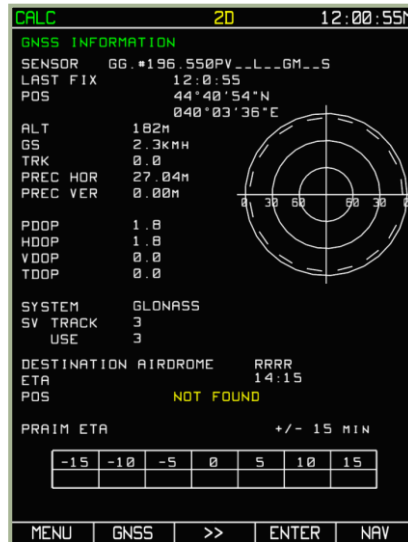 CALC 2D 12:00:55N
GNSS INFORMATION
SENSOR GG.#196.550PV__L__GM__S
LAST FIX 12:0:55
POS 44°40'54"N
040°03'36"E
ALT 182M
GS 2.3KMH
TRK 0.0
PREC HOR 27.04M
PREC VER 0.00M
0 30 60 60 30 0
PDOP 1.8
HDOP 1.8
VDOP 0.0
TDOP 0.0
SYSTEM GLONASS
SV TRACK 3
USE 3
DESTINATION AIRDROME RRRR
ETA 14:15
POS NOT FOUND
PRAIM ETA +/- 15 MIN
-15 -10 -5 0 5 10 15
MENU GNSS >> ENTER NAV